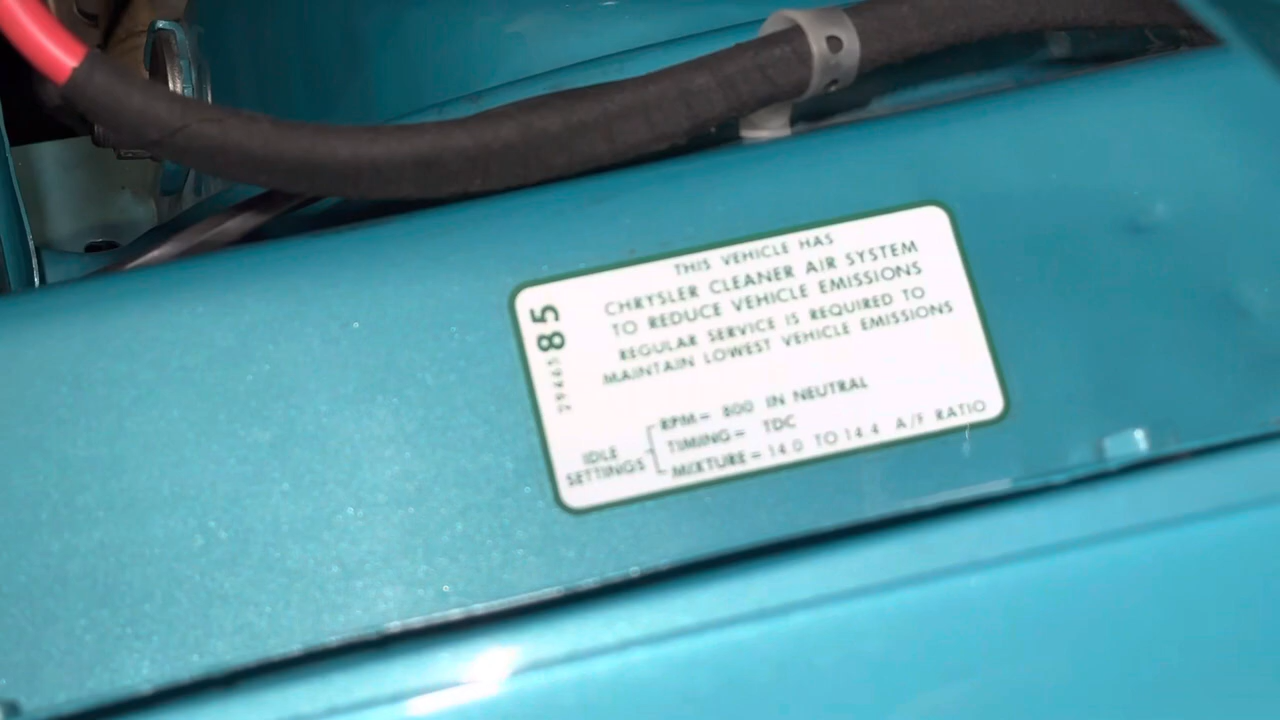 THIS VEHICLE HAS
CHRYSLER CLEANER AIR SYSTEM
TO REDUCE VEHICLE EMISSIONS
REGULAR SERVICE IS REQUIRED TO
MAINTAIN LOWEST VEHICLE EMISSIONS
85
IDLE
SETTINGS
RPM= 800 IN NEUTRAL
TIMING= TDC
MIXTURE= 14.0 TO 14.4 A/F RATIO